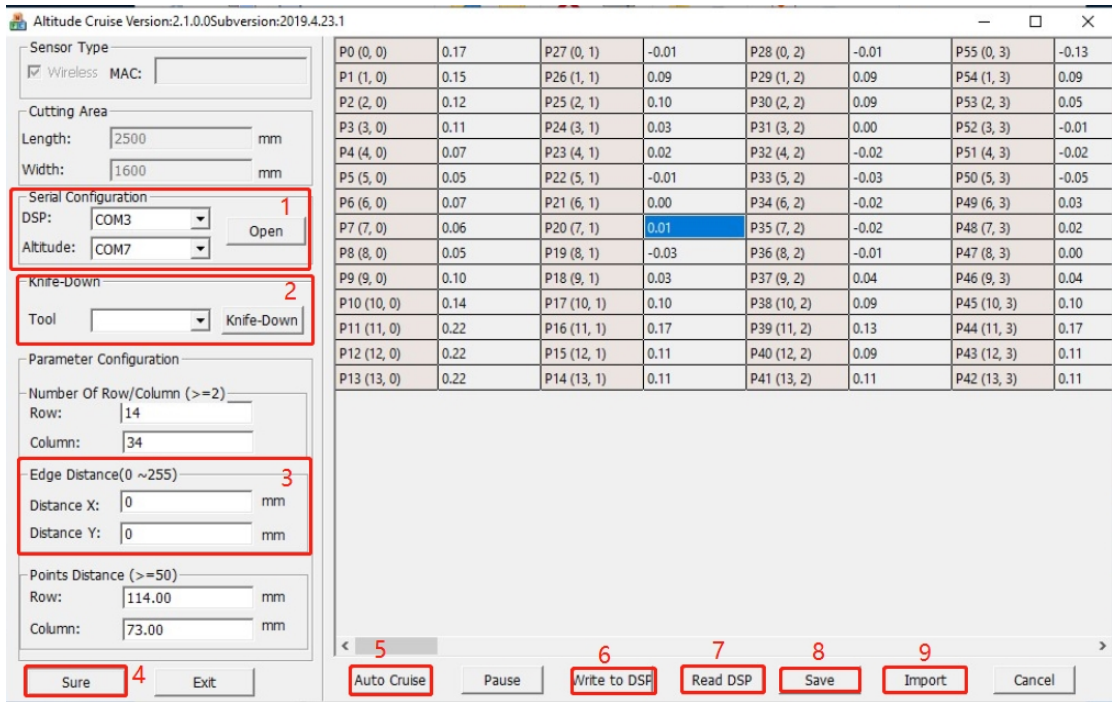 Altitude Cruise Version:2.1.0.0Subversion:2019.4.23.1
Sensor Type
Wireless MAC:
Cutting Area
Length: 2500 mm
Width: 1600 mm
Serial Configuration 1
DSP: COM3
Open
Altitude: COM7
Knife-Down 2
Tool Knife-Down
Parameter Configuration
Number Of Row/Column (>=2)
Row: 14
Column: 34
Edge Distance(0 ~255) 3
Distance X: 0 mm
Distance Y: 0 mm
Points Distance (>=50)
Row: 114.00 mm
Column: 73.00 mm
Sure 4 Exit
P0 (0, 0) 0.17 P27 (0, 1) -0.01 P28 (0, 2) -0.01 P55 (0, 3) -0.13
P1 (1, 0) 0.15 P26 (1, 1) 0.09 P29 (1, 2) 0.09 P54 (1, 3) 0.09
P2 (2, 0) 0.12 P25 (2, 1) 0.10 P30 (2, 2) 0.09 P53 (2, 3) 0.05
P3 (3, 0) 0.11 P24 (3, 1) 0.03 P31 (3, 2) 0.00 P52 (3, 3) -0.01
P4 (4, 0) 0.07 P23 (4, 1) 0.02 P32 (4, 2) -0.02 P51 (4, 3) -0.02
P5 (5, 0) 0.05 P22 (5, 1) -0.01 P33 (5, 2) -0.03 P50 (5, 3) -0.05
P6 (6, 0) 0.07 P21 (6, 1) 0.00 P34 (6, 2) -0.02 P49 (6, 3) 0.03
P7 (7, 0) 0.06 P20 (7, 1) 0.01 P35 (7, 2) -0.02 P48 (7, 3) 0.02
P8 (8, 0) 0.05 P19 (8, 1) -0.03 P36 (8, 2) -0.01 P47 (8, 3) 0.00
P9 (9, 0) 0.10 P18 (9, 1) 0.03 P37 (9, 2) 0.04 P46 (9, 3) 0.04
P10 (10, 0) 0.14 P17 (10, 1) 0.10 P38 (10, 2) 0.09 P45 (10, 3) 0.10
P11 (11, 0) 0.22 P16 (11, 1) 0.17 P39 (11, 2) 0.13 P44 (11, 3) 0.17
P12 (12, 0) 0.22 P15 (12, 1) 0.11 P40 (12, 2) 0.09 P43 (12, 3) 0.11
P13 (13, 0) 0.22 P14 (13, 1) 0.11 P41 (13, 2) 0.11 P42 (13, 3) 0.11
5 6 7 8 9
Auto Cruise Pause Write to DSP Read DSP Save Import Cancel